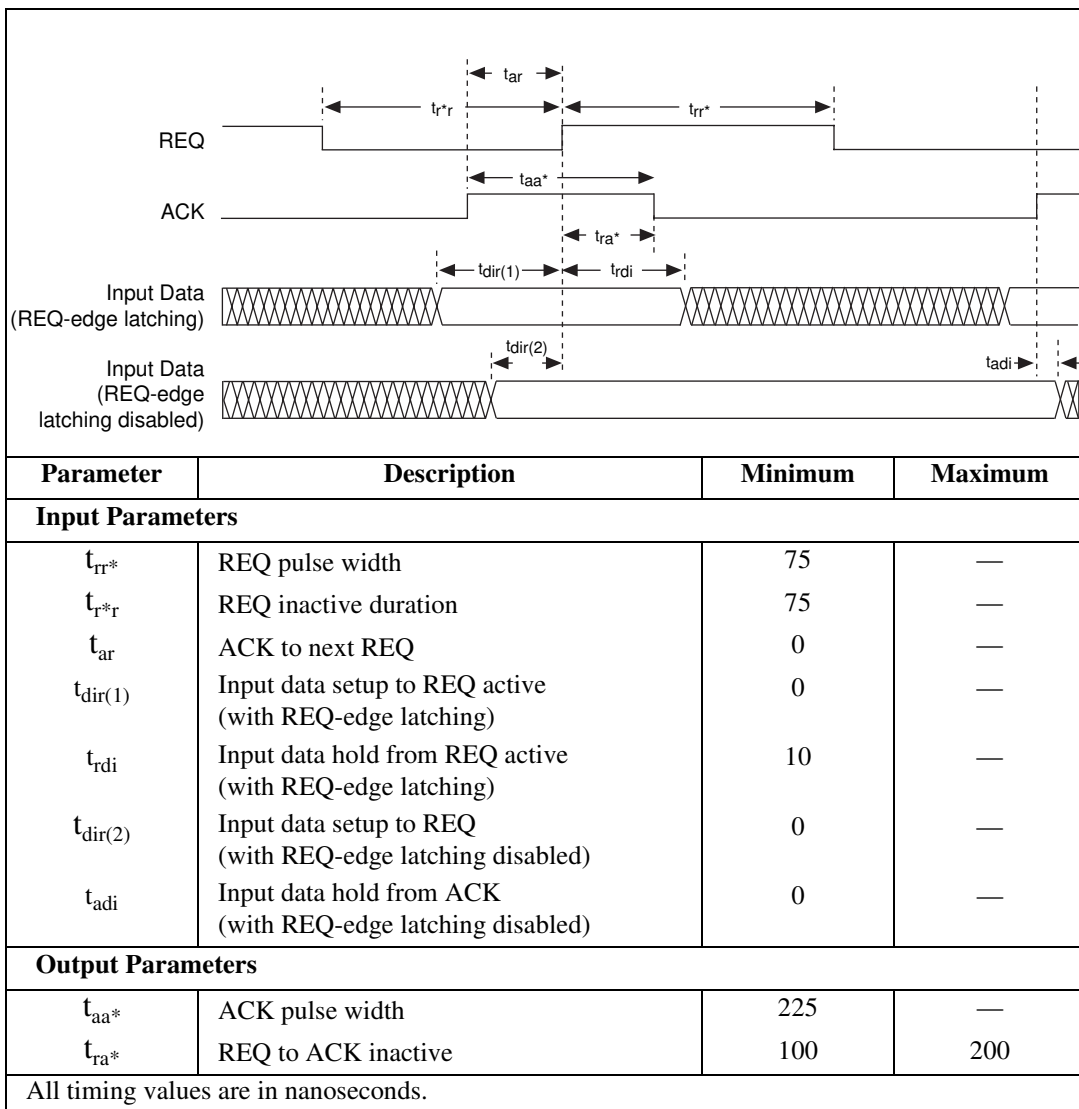 tar
tr*r
trr*
REQ
taa*
ACK
tra*
tdir(1)
trdi
Input Data
(REQ-edge latching)
tdir(2)
tadi
Input Data
(REQ-edge
latching disabled)
Parameter Description Minimum Maximum
Input Parameters
trr* REQ pulse width 75 —
tr*r REQ inactive duration 75 —
tar ACK to next REQ 0 —
tdir(1) Input data setup to REQ active 0 —
(with REQ-edge latching)
trdi Input data hold from REQ active 10 —
(with REQ-edge latching)
tdir(2) Input data setup to REQ 0 —
(with REQ-edge latching disabled)
tadi Input data hold from ACK 0 —
(with REQ-edge latching disabled)
Output Parameters
taa* ACK pulse width 225 —
tra* REQ to ACK inactive 100 200
All timing values are in nanoseconds.